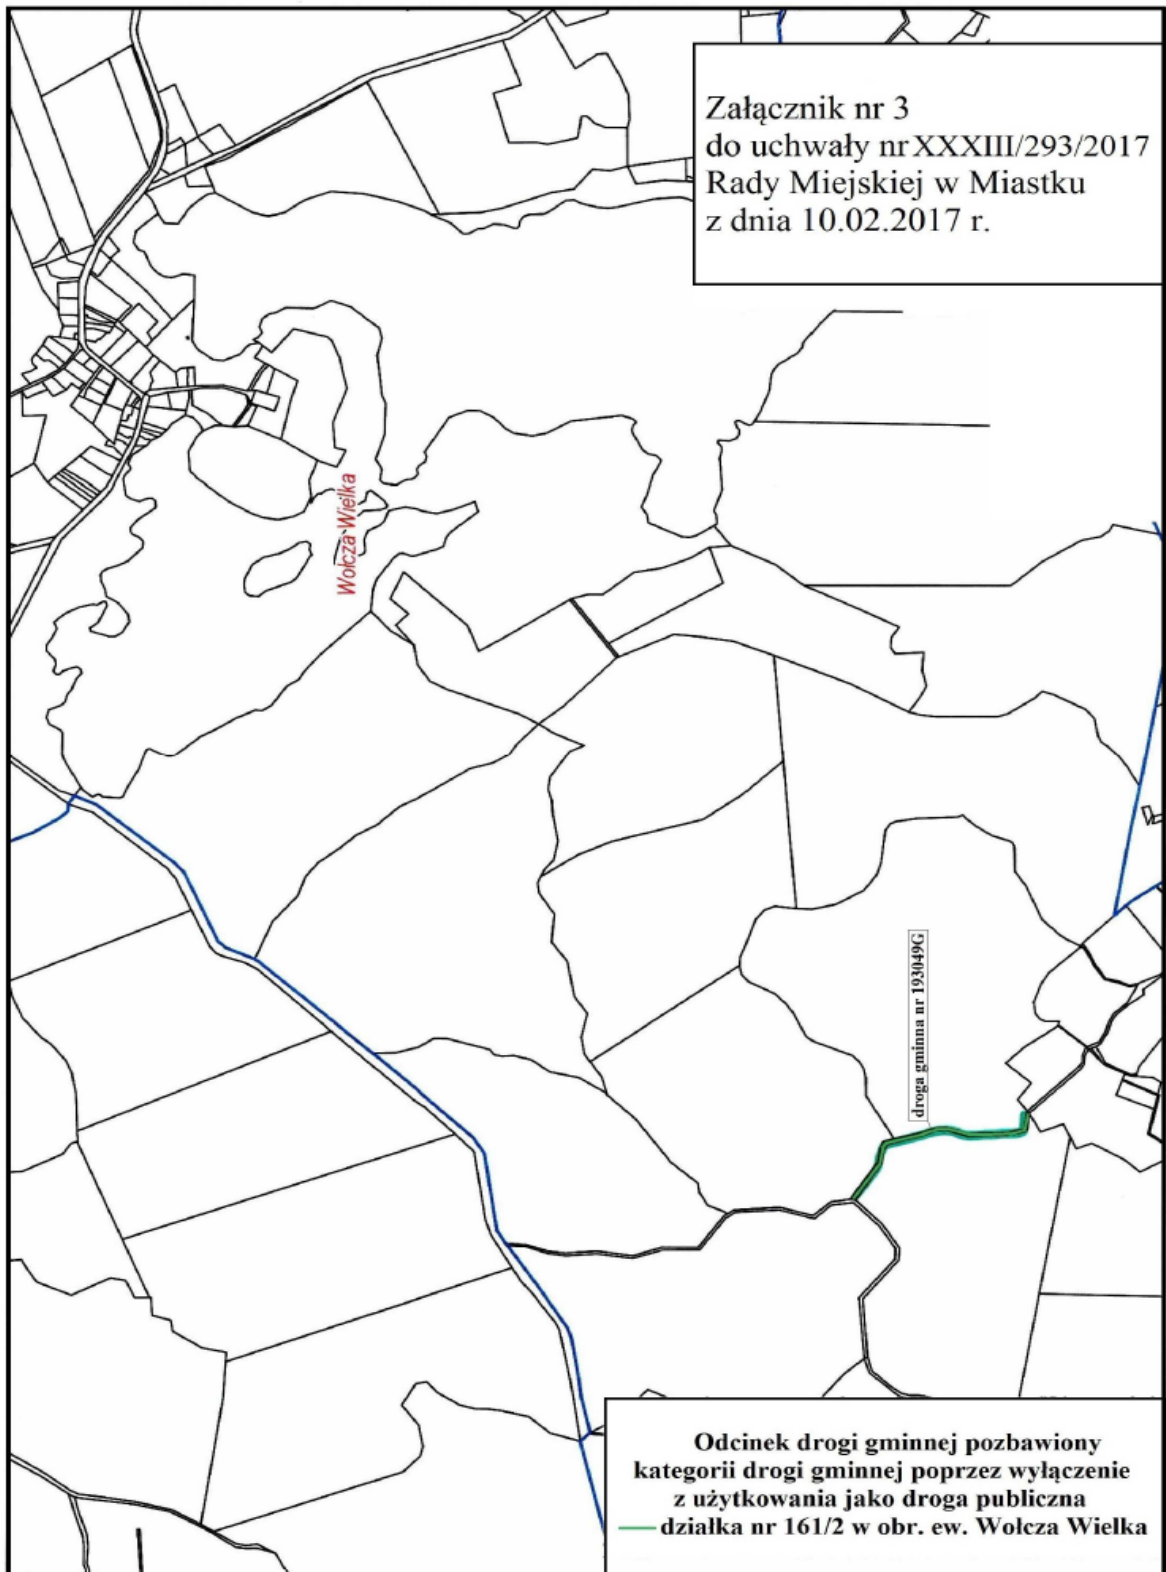 Załącznik nr 3
do uchwały nr XXXIII/293/2017
Rady Miejskiej w Miastku
z dnia 10.02.2017 r.
Wołcza Wielka
droga gminna nr 193049G
Odcinek drogi gminnej pozbawiony
kategorii drogi gminnej poprzez wyłączenie
z użytkowania jako droga publiczna
działka nr 161/2 w obr. ew. Wołcza Wielka